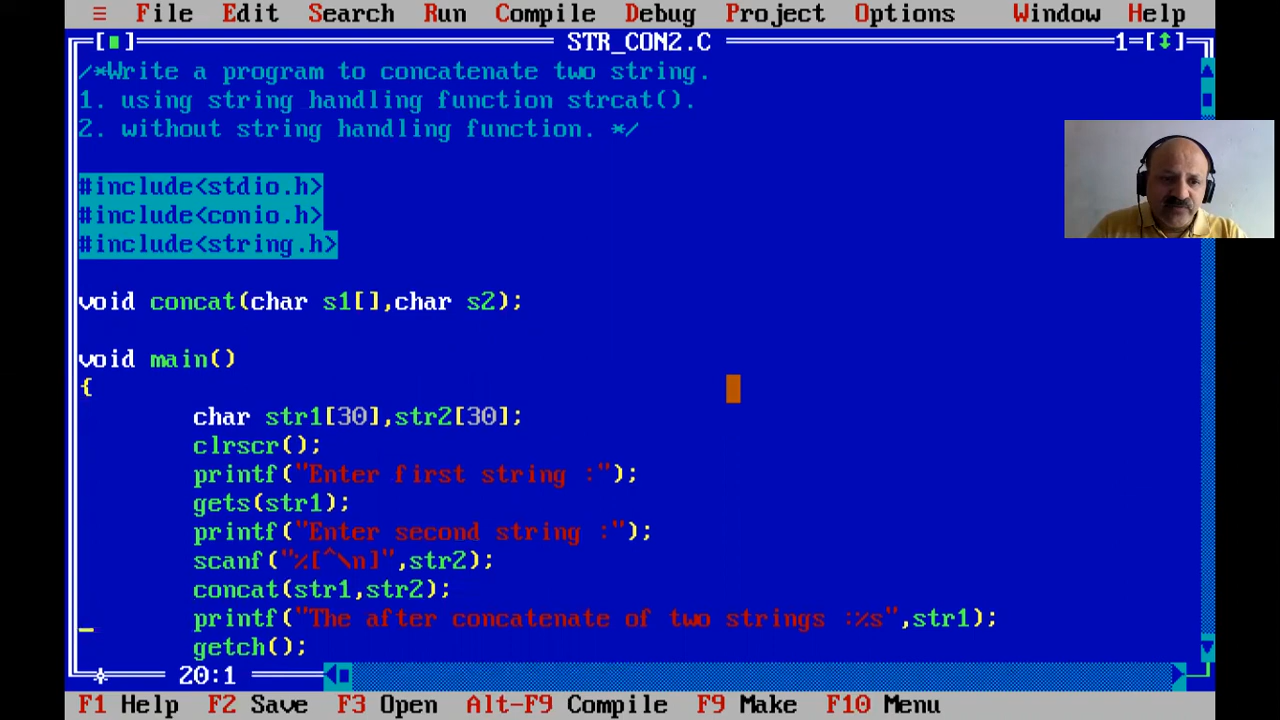 ≡ File Edit Search Run Compile Debug Project Options Window Help
[■] STR_CON2.C 1=[↕]
/*Write a program to concatenate two string.
1. using string handling function strcat().
2. without string handling function. */
#include<stdio.h>
#include<conio.h>
#include<string.h>
void concat(char s1[],char s2);
void main()
{
char str1[30],str2[30];
clrscr();
printf("Enter first string :");
gets(str1);
printf("Enter second string :");
scanf("%[^\n]",str2);
concat(str1,str2);
printf("The after concatenate of two strings :%s",str1);
getch();
20:1
F1 Help F2 Save F3 Open Alt-F9 Compile F9 Make F10 Menu